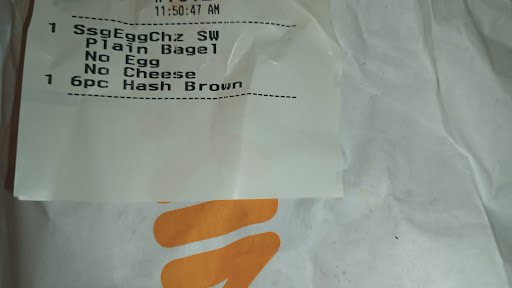 11:50:47 AM
1 SsgEggChz SW
Plain Bagel
No Egg
No Cheese
1 6pc Hash Brown